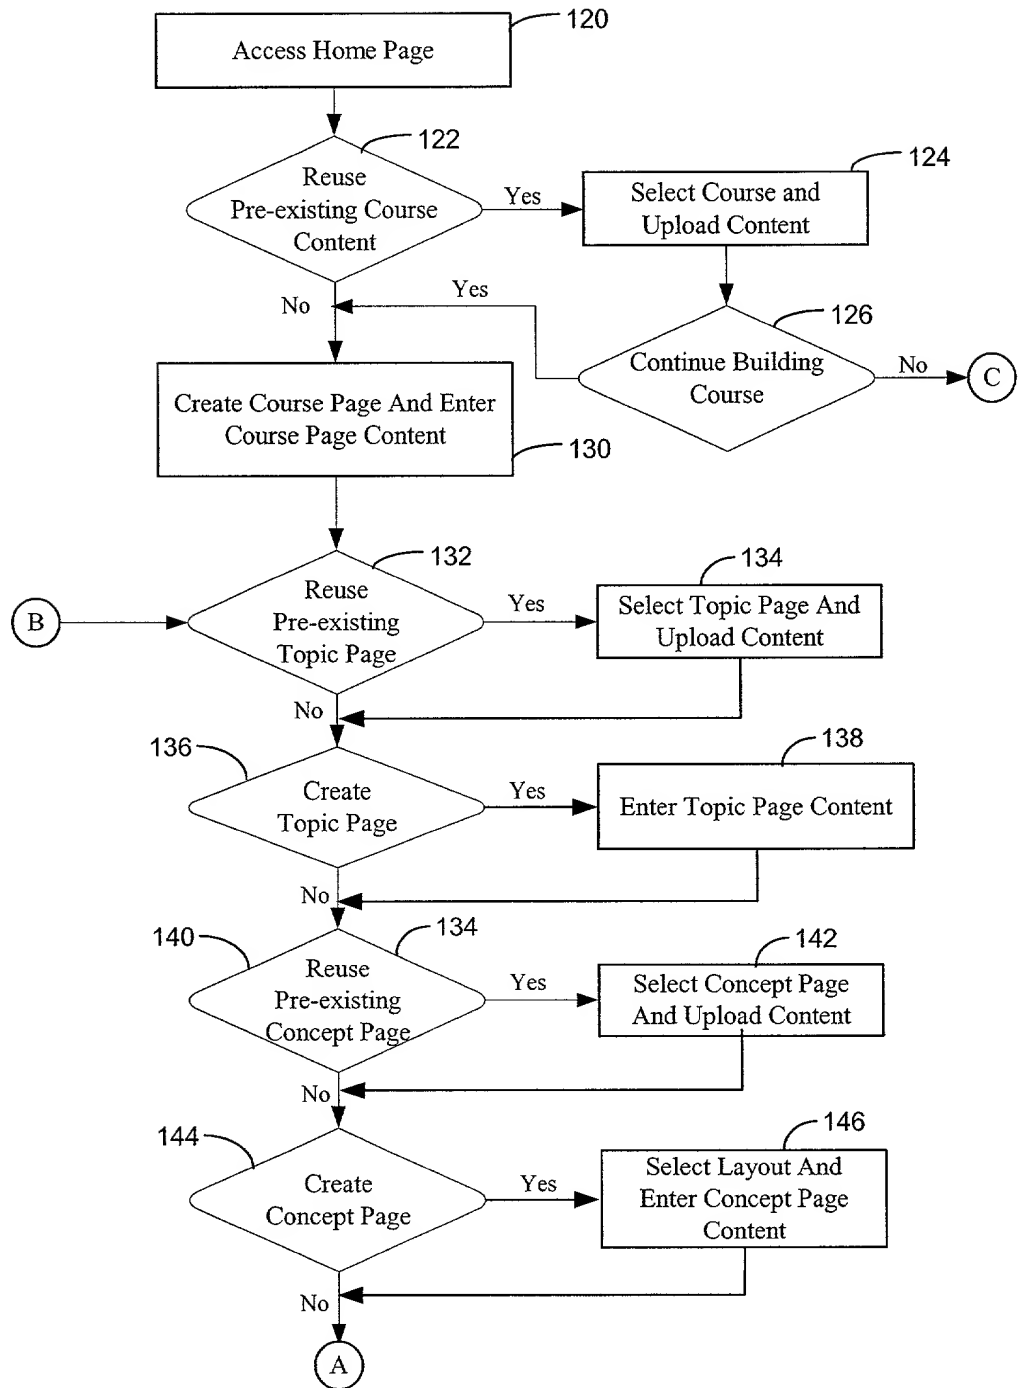 120
Access Home Page
122
Reuse
Pre-existing Course
Content
Yes
124
Select Course and
Upload Content
No
Yes
126
Continue Building
Course
No
C
Create Course Page And Enter
Course Page Content
130
B
132
Reuse
Pre-existing
Topic Page
Yes
134
Select Topic Page And
Upload Content
No
136
Create
Topic Page
Yes
138
Enter Topic Page Content
No
140
134
Reuse
Pre-existing
Concept Page
Yes
142
Select Concept Page
And Upload Content
No
144
Create
Concept Page
Yes
146
Select Layout And
Enter Concept Page
Content
No
A